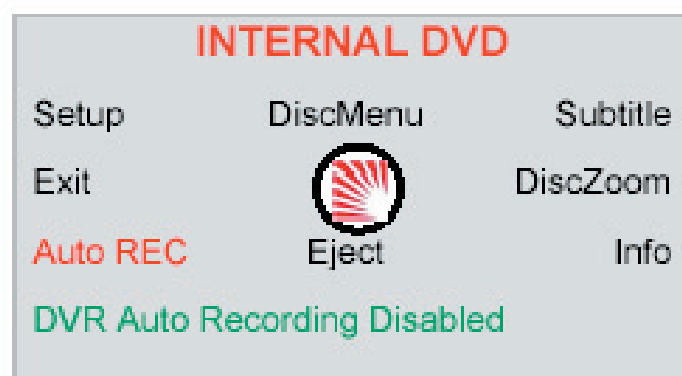 INTERNAL DVD
Setup DiscMenu Subtitle
Exit DiscZoom
Auto REC Eject Info
DVR Auto Recording Disabled